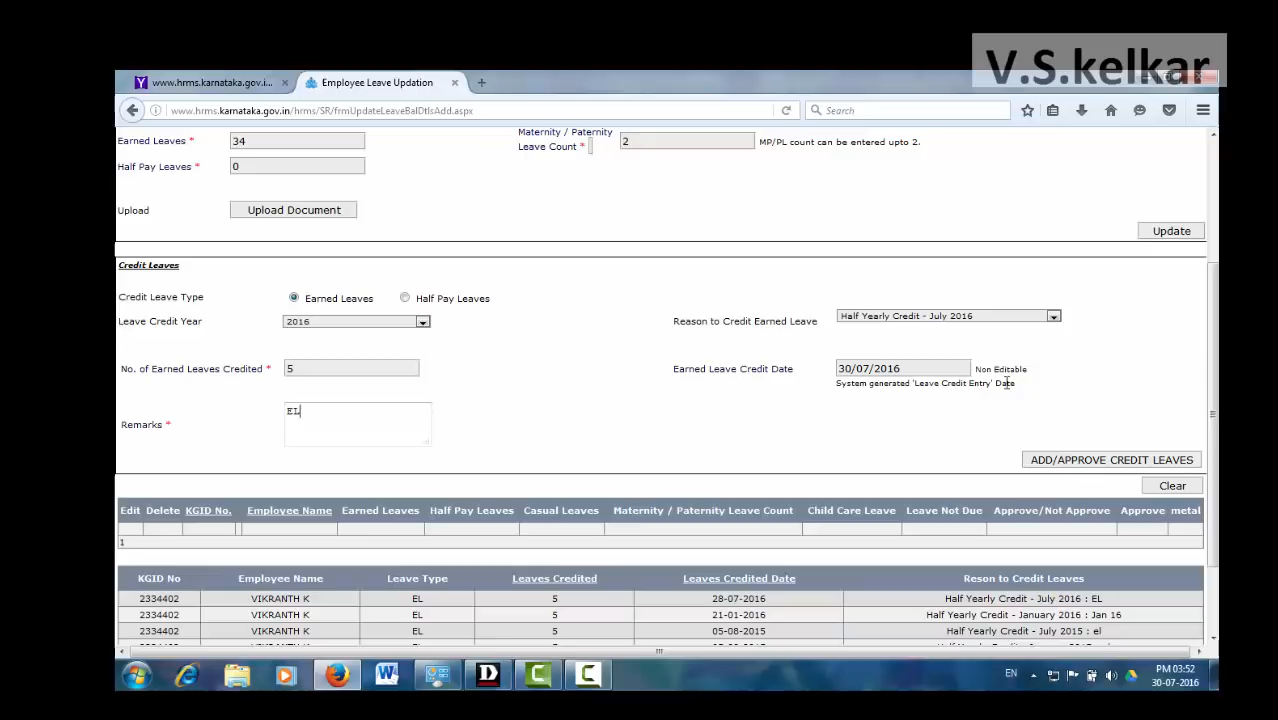 V.S.kelkar
www.hrms.karnataka.gov.i... × Employee Leave Updation × +
www.hrms.karnataka.gov.in/hrms/SR/frmUpdateLeaveBalDtlsAdd.aspx Search
Earned Leaves * 34 Maternity / Paternity Leave Count * 2 MP/PL count can be entered upto 2.
Half Pay Leaves * 0
Upload Upload Document
Update
Credit Leaves
Credit Leave Type Earned Leaves Half Pay Leaves
Leave Credit Year 2016 Reason to Credit Earned Leave Half Yearly Credit - July 2016
No. of Earned Leaves Credited * 5 Earned Leave Credit Date 30/07/2016 Non Editable
System generated 'Leave Credit Entry' Date
Remarks * EL
ADD/APPROVE CREDIT LEAVES
Clear
Edit Delete KGID No. Employee Name Earned Leaves Half Pay Leaves Casual Leaves Maternity / Paternity Leave Count Child Care Leave Leave Not Due Approve/Not Approve Approve metal
1
KGID No Employee Name Leave Type Leaves Credited Leaves Credited Date Reson to Credit Leaves
2334402 VIKRANTH K EL 5 28-07-2016 Half Yearly Credit - July 2016 : EL
2334402 VIKRANTH K EL 5 21-01-2016 Half Yearly Credit - January 2016 : Jan 16
2334402 VIKRANTH K EL 5 05-08-2015 Half Yearly Credit - July 2015 : el
EN PM 03:52
30-07-2016